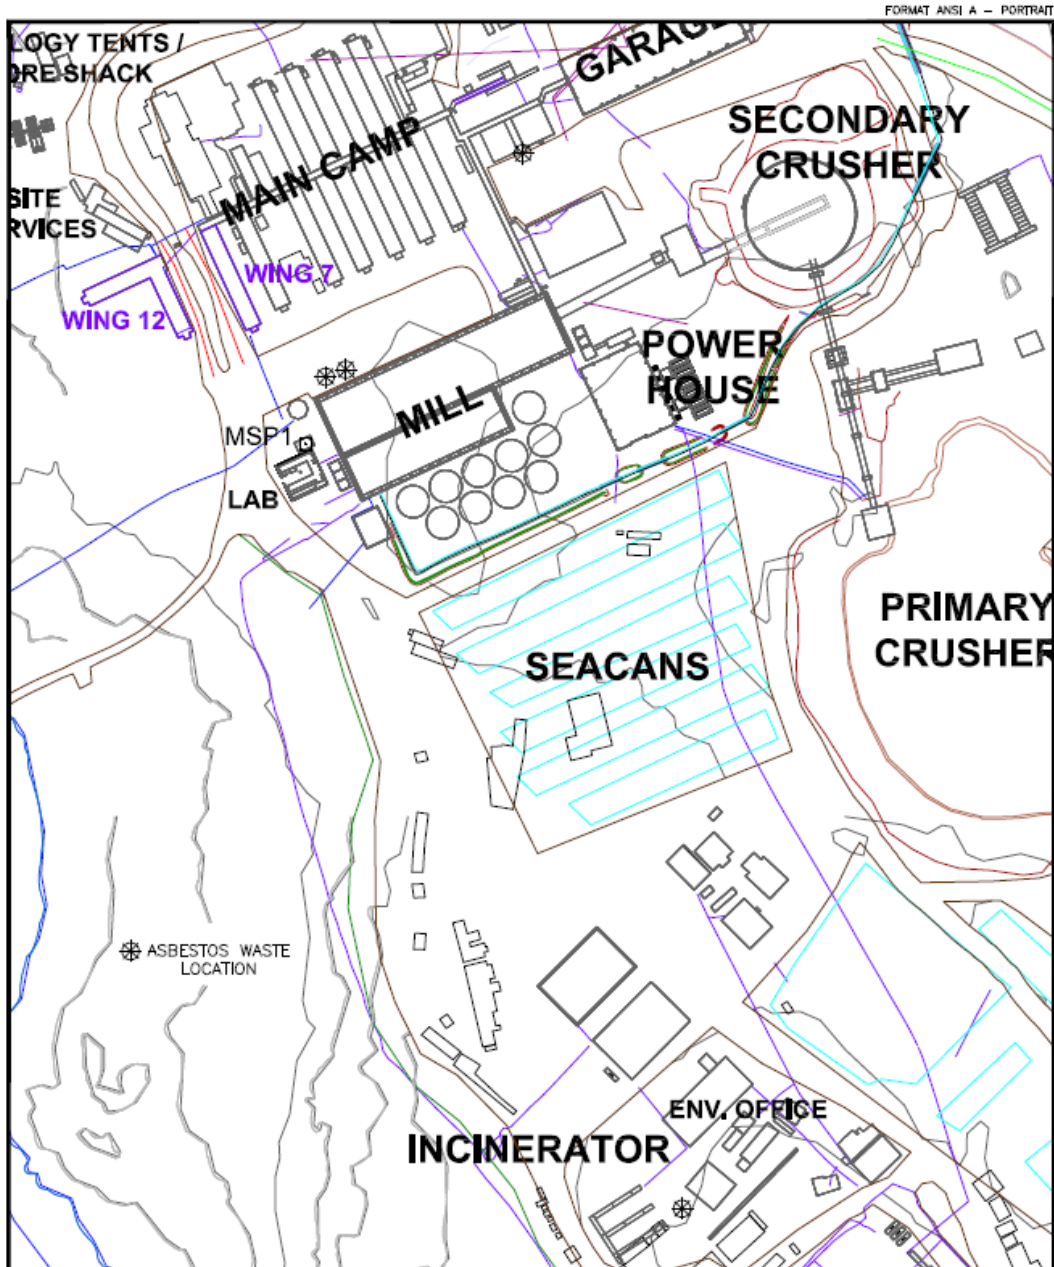 FORMAT ANSI A – PORTRAIT
LOGY TENTS /
ORE SHACK
GARAGE
SECONDARY
CRUSHER
MAIN CAMP
SITE
RVICES
WING 7
WING 12
POWER
HOUSE
MILL
MSP1
LAB
PRIMARY
CRUSHER
SEACANS
ASBESTOS WASTE
LOCATION
ENV. OFFICE
INCINERATOR